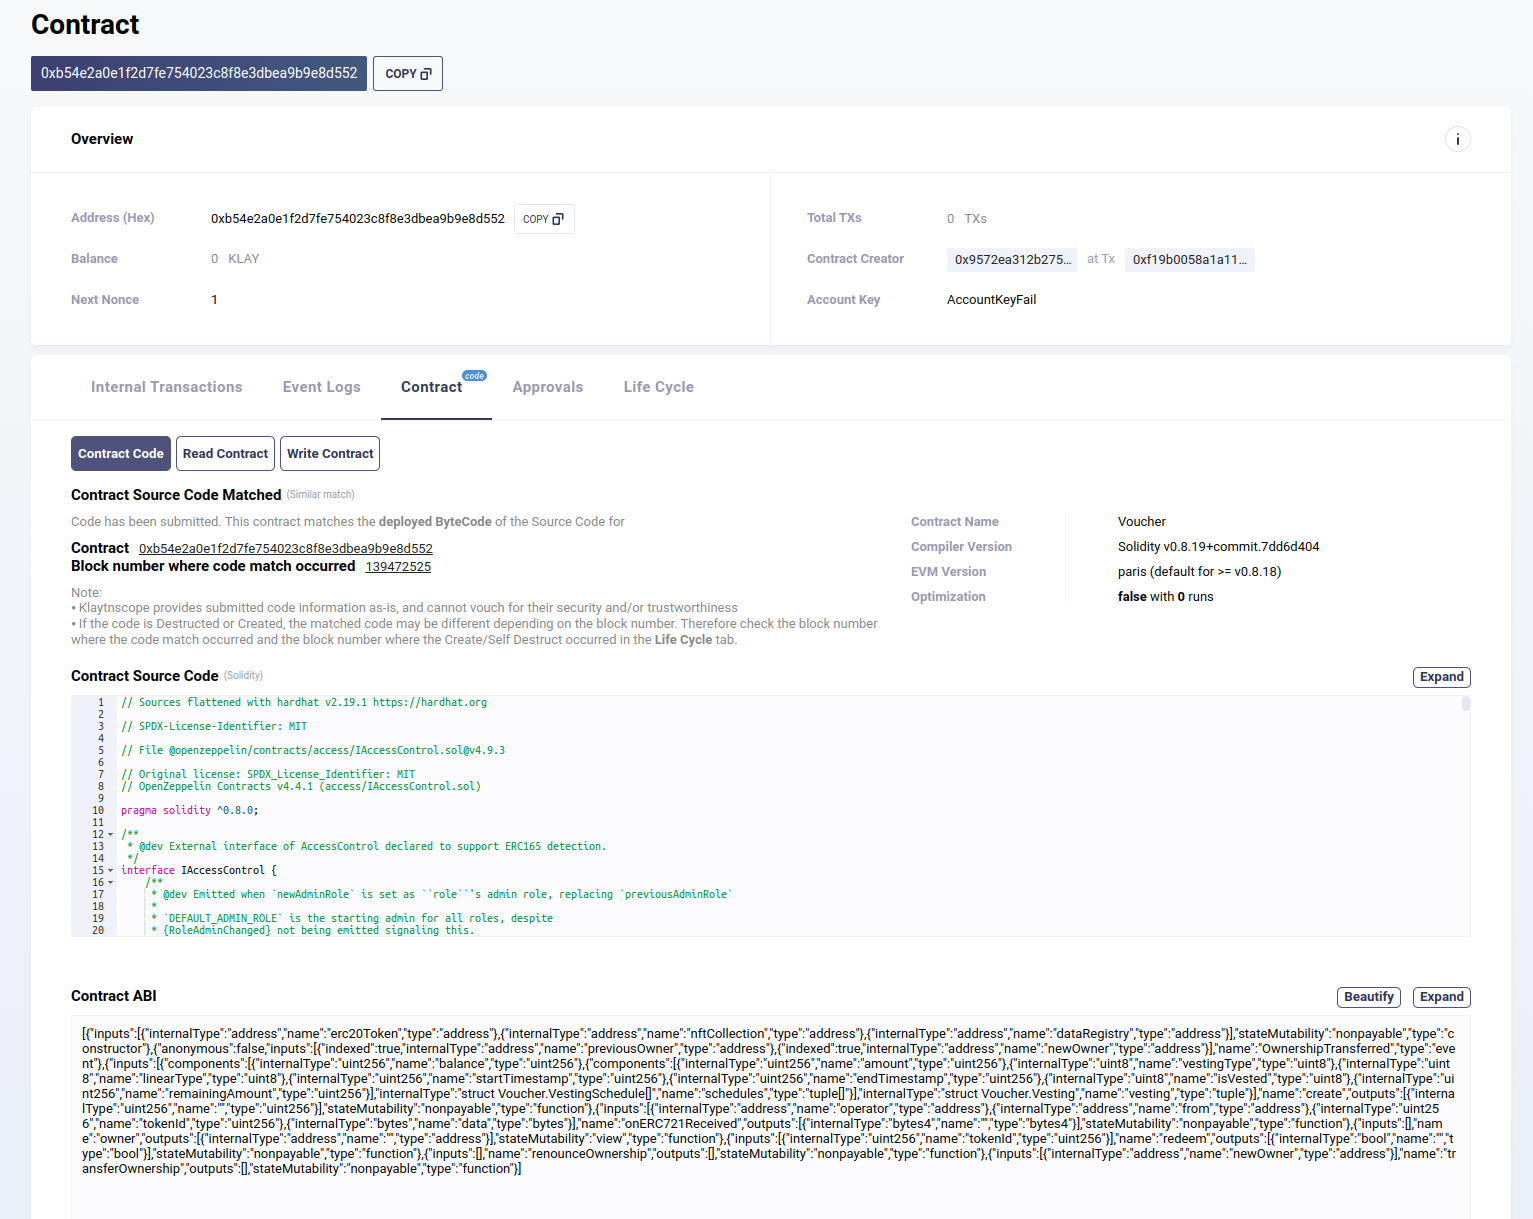 Contract
0xb54e2a0e1f2d7fe754023c8f8e3dbea9b9e8d552 COPY
Overview i
Address (Hex) 0xb54e2a0e1f2d7fe754023c8f8e3dbea9b9e8d552 COPY
Balance 0 KLAY
Next Nonce 1
Total TXs 0 TXs
Contract Creator 0x9572ea312b275... at Tx 0xf19b0058a1a11...
Account Key AccountKeyFail
Internal Transactions Event Logs Contract code Approvals Life Cycle
Contract Code Read Contract Write Contract
Contract Source Code Matched (Similar match)
Code has been submitted. This contract matches the deployed ByteCode of the Source Code for
Contract 0xb54e2a0e1f2d7fe754023c8f8e3dbea9b9e8d552
Block number where code match occurred 139472525
Note:
• Klaytnscope provides submitted code information as-is, and cannot vouch for their security and/or trustworthiness
• If the code is Destructed or Created, the matched code may be different depending on the block number. Therefore check the block number
where the code match occurred and the block number where the Create/Self Destruct occurred in the Life Cycle tab.
Contract Name Voucher
Compiler Version Solidity v0.8.19+commit.7dd6d404
EVM Version paris (default for >= v0.8.18)
Optimization false with 0 runs
Contract Source Code (Solidity) Expand
1 // Sources flattened with hardhat v2.19.1 https://hardhat.org
2
3 // SPDX-License-Identifier: MIT
4
5 // File @openzeppelin/contracts/access/IAccessControl.sol@v4.9.3
6
7 // Original license: SPDX_License_Identifier: MIT
8 // OpenZeppelin Contracts v4.4.1 (access/IAccessControl.sol)
9
10 pragma solidity ^0.8.0;
11
12 /**
13 * @dev External interface of AccessControl declared to support ERC165 detection.
14 */
15 interface IAccessControl {
16 /**
17 * @dev Emitted when `newAdminRole` is set as ``role``'s admin role, replacing `previousAdminRole`
18 *
19 * `DEFAULT_ADMIN_ROLE` is the starting admin for all roles, despite
20 * {RoleAdminChanged} not being emitted signaling this.
Contract ABI Beautify Expand
[{"inputs":[{"internalType":"address","name":"erc20Token","type":"address"},{"internalType":"address","name":"nftCollection","type":"address"},{"internalType":"address","name":"dataRegistry","type":"address"}],"stateMutability":"nonpayable","type":"c
onstructor"},{"anonymous":false,"inputs":[{"indexed":true,"internalType":"address","name":"previousOwner","type":"address"},{"indexed":true,"internalType":"address","name":"newOwner","type":"address"}],"name":"OwnershipTransferred","type":"eve
nt"},{"inputs":[{"components":[{"internalType":"uint256","name":"balance","type":"uint256"},{"components":[{"internalType":"uint256","name":"amount","type":"uint256"},{"internalType":"uint8","name":"vestingType","type":"uint8"},{"internalType":"uint
8","name":"linearType","type":"uint8"},{"internalType":"uint256","name":"startTimestamp","type":"uint256"},{"internalType":"uint256","name":"endTimestamp","type":"uint256"},{"internalType":"uint8","name":"isVested","type":"uint8"},{"internalType":"ui
nt256","name":"remainingAmount","type":"uint256"}],"internalType":"struct Voucher.VestingSchedule[]","name":"schedules","type":"tuple[]"}],"internalType":"struct Voucher.Vesting","name":"vesting","type":"tuple"}],"name":"create","outputs":[{"interna
lType":"uint256","name":"","type":"uint256"}],"stateMutability":"nonpayable","type":"function"},{"inputs":[{"internalType":"address","name":"operator","type":"address"},{"internalType":"address","name":"from","type":"address"},{"internalType":"uint25
6","name":"tokenId","type":"uint256"},{"internalType":"bytes","name":"data","type":"bytes"}],"name":"onERC721Received","outputs":[{"internalType":"bytes4","name":"","type":"bytes4"}],"stateMutability":"nonpayable","type":"function"},{"inputs":[],"nam
e":"owner","outputs":[{"internalType":"address","name":"","type":"address"}],"stateMutability":"view","type":"function"},{"inputs":[{"internalType":"uint256","name":"tokenId","type":"uint256"}],"name":"redeem","outputs":[{"internalType":"bool","name":"","t
ype":"bool"}],"stateMutability":"nonpayable","type":"function"},{"inputs":[],"name":"renounceOwnership","outputs":[],"stateMutability":"nonpayable","type":"function"},{"inputs":[{"internalType":"address","name":"newOwner","type":"address"}],"name":"tr
ansferOwnership","outputs":[],"stateMutability":"nonpayable","type":"function"}]